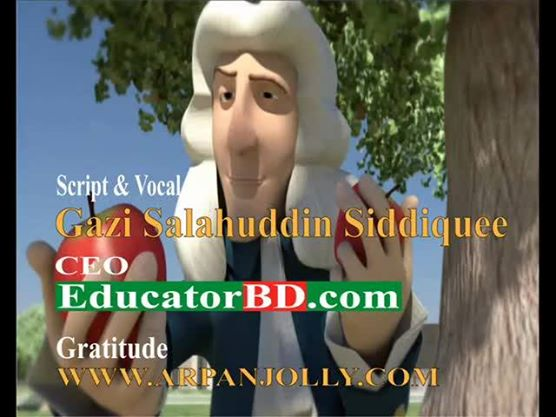 Script & Vocal
Gazi Salahuddin Siddiquee
CEO
EducatorBD.com
Gratitude
WWW.ARPANJOLLY.COM